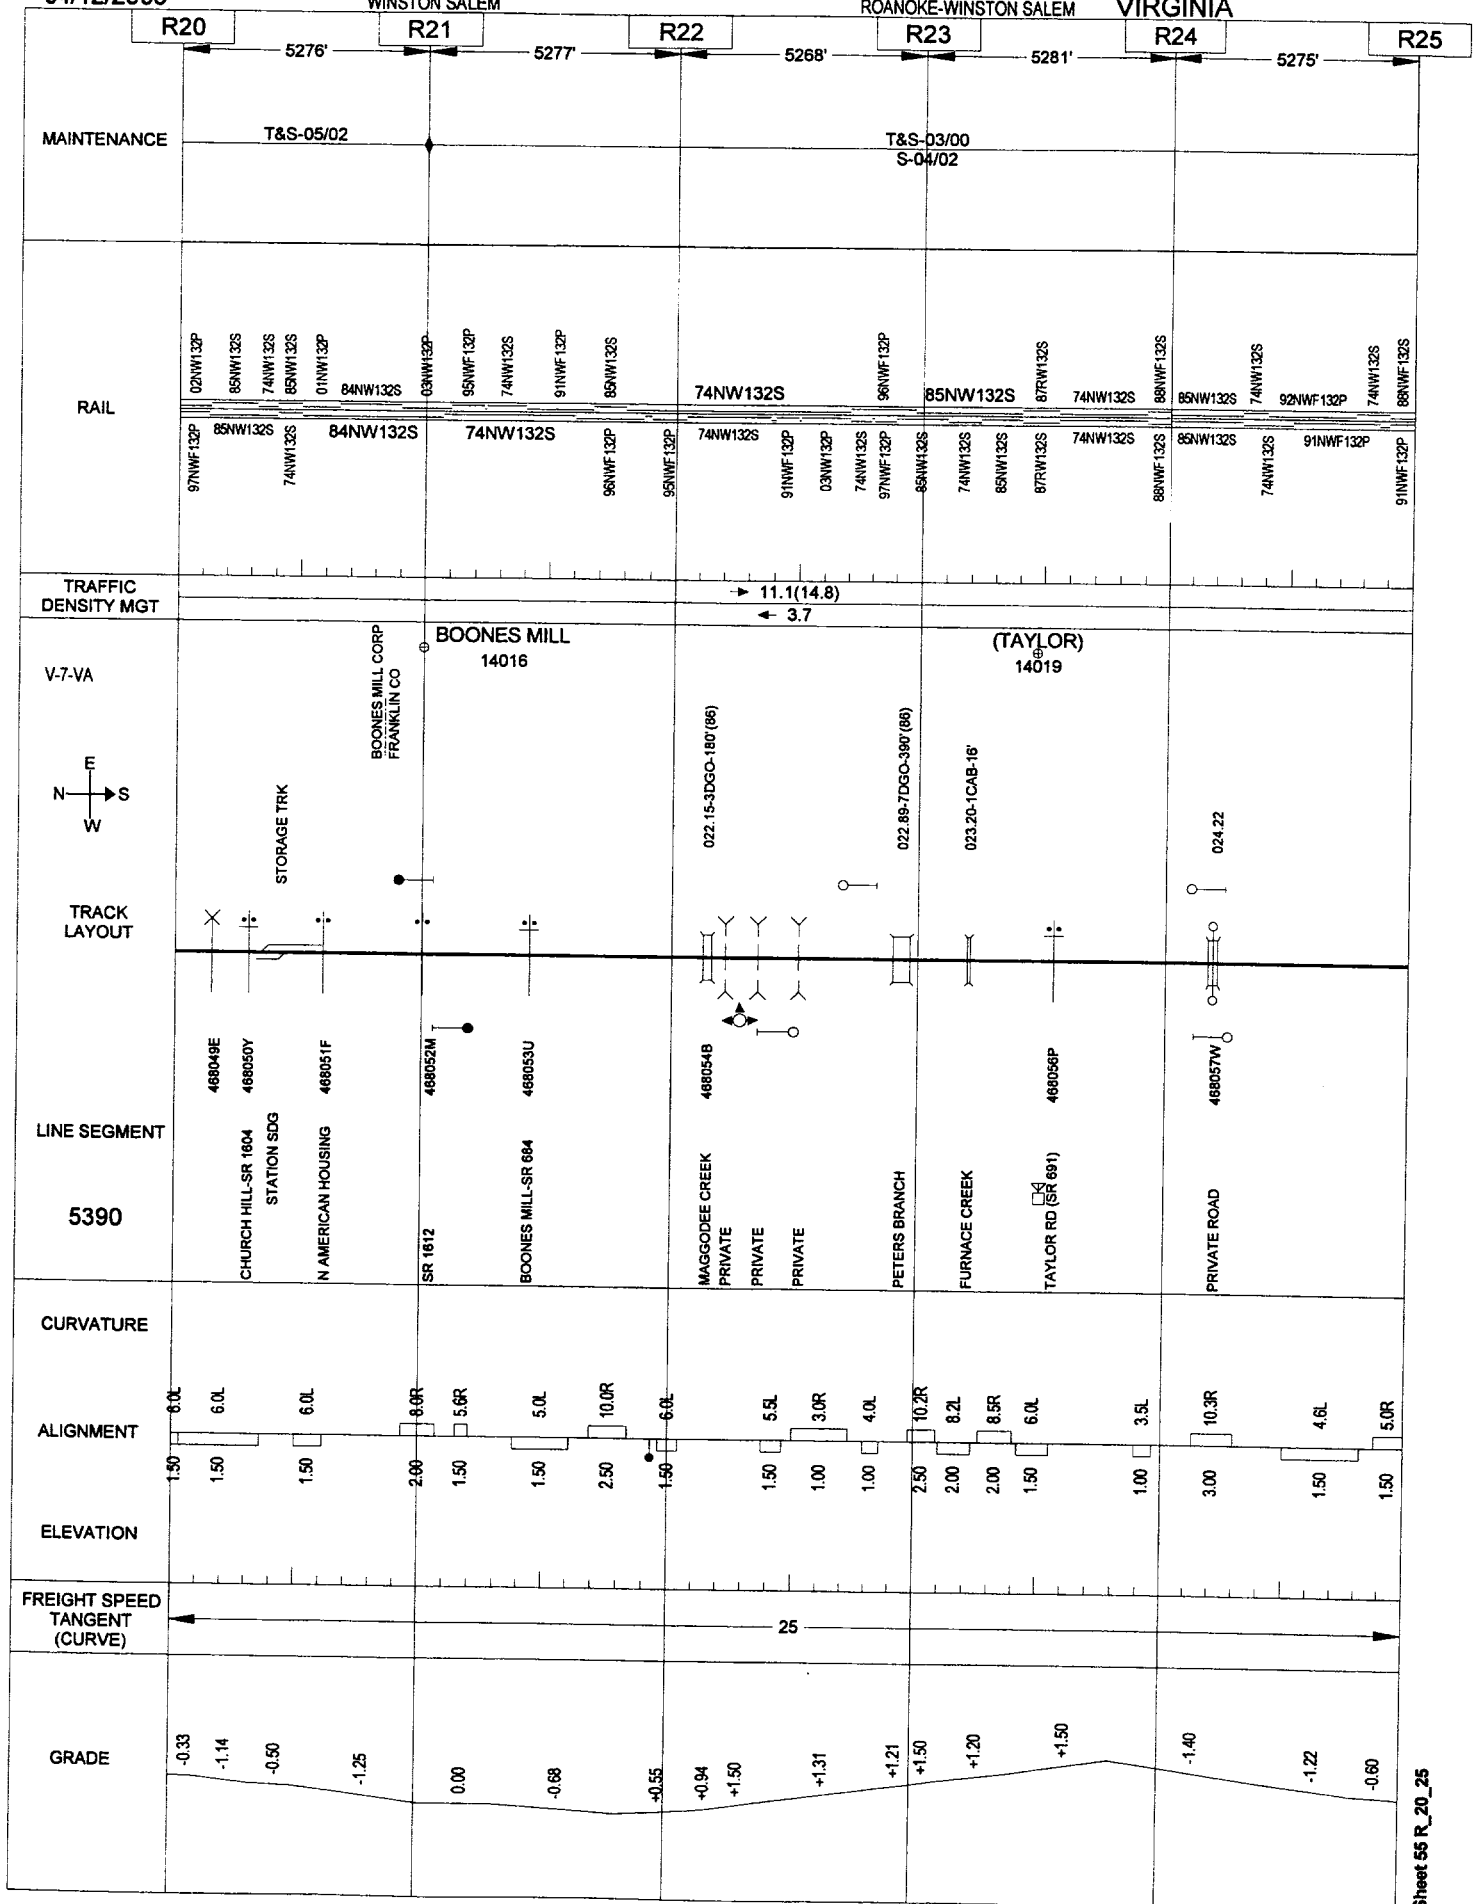 WINSTON SALEM
ROANOKE-WINSTON SALEM VIRGINIA
R20 R21 R22 R23 R24 R25
5276' 5277' 5268' 5281' 5275'
MAINTENANCE
T&S-05/02
T&S-03/00
S-04/02
RAIL
02NW132P 85NW132S 74NW132S 85NW132S 01NW132P 84NW132S 03NW132P 95NWF132P 74NW132S 91NWF132P 85NW132S 74NW132S 96NWF132P 85NW132S 87RW132S 74NW132S 88NWF132S 85NW132S 74NW132S 92NWF132P 74NW132S 88NWF132S
97NWF132P 85NW132S 74NW132S 84NW132S 74NW132S 96NWF132P 95NWF132P 74NW132S 91NWF132P 03NW132P 74NW132S 97NWF132P 85NW132S 74NW132S 85NW132S 87RW132S 74NW132S 88NWF132S 85NW132S 74NW132S 91NWF132P 91NWF132P
TRAFFIC
DENSITY MGT
11.1(14.8)
3.7
V-7-VA
BOONES MILL CORP
FRANKLIN CO
BOONES MILL
14016
(TAYLOR)
14019
E
N S
W
STORAGE TRK
022.15-3DGO-180'(86)
022.89-7DGO-390'(86)
023.20-1CAB-16'
024.22
TRACK
LAYOUT
468049E 468050Y 468051F 468052M 468053U 468054B 468056P 468057W
LINE SEGMENT
5390
CHURCH HILL-SR 1604
STATION SDG
N AMERICAN HOUSING
SR 1612
BOONES MILL-SR 684
MAGGODEE CREEK
PRIVATE
PRIVATE
PRIVATE
PETERS BRANCH
FURNACE CREEK
TAYLOR RD (SR 691)
PRIVATE ROAD
CURVATURE
6.0L 6.0L 6.0L 8.0R 5.6R 5.0L 10.0R 6.0L 5.5L 3.0R 4.0L 10.2R 8.2L 8.5R 6.0L 3.5L 10.3R 4.6L 5.0R
ALIGNMENT
1.50 1.50 1.50 2.00 1.50 1.50 2.50 1.50 1.50 1.00 1.00 2.50 2.00 2.00 1.50 1.00 3.00 1.50 1.50
ELEVATION
FREIGHT SPEED
TANGENT
(CURVE)
25
GRADE
-0.33 -1.14 -0.50 -1.25 0.00 -0.68 +0.55 +0.94 +1.50 +1.31 +1.21 +1.50 +1.20 +1.50 -1.40 -1.22 -0.60
Sheet 55 R_20_25